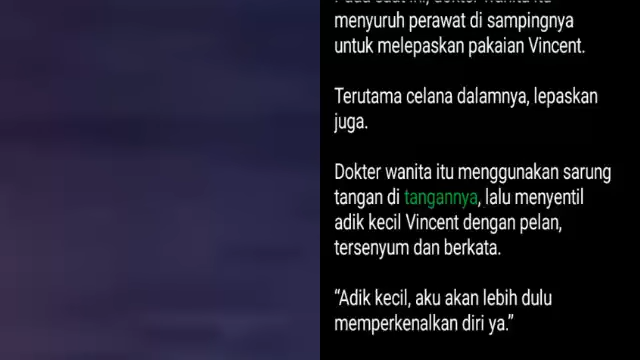 menyuruh perawat di sampingnya
untuk melepaskan pakaian Vincent.
Terutama celana dalamnya, lepaskan
juga.
Dokter wanita itu menggunakan sarung
tangan di tangannya, lalu menyentil
adik kecil Vincent dengan pelan,
tersenyum dan berkata.
“Adik kecil, aku akan lebih dulu
memperkenalkan diri ya.”